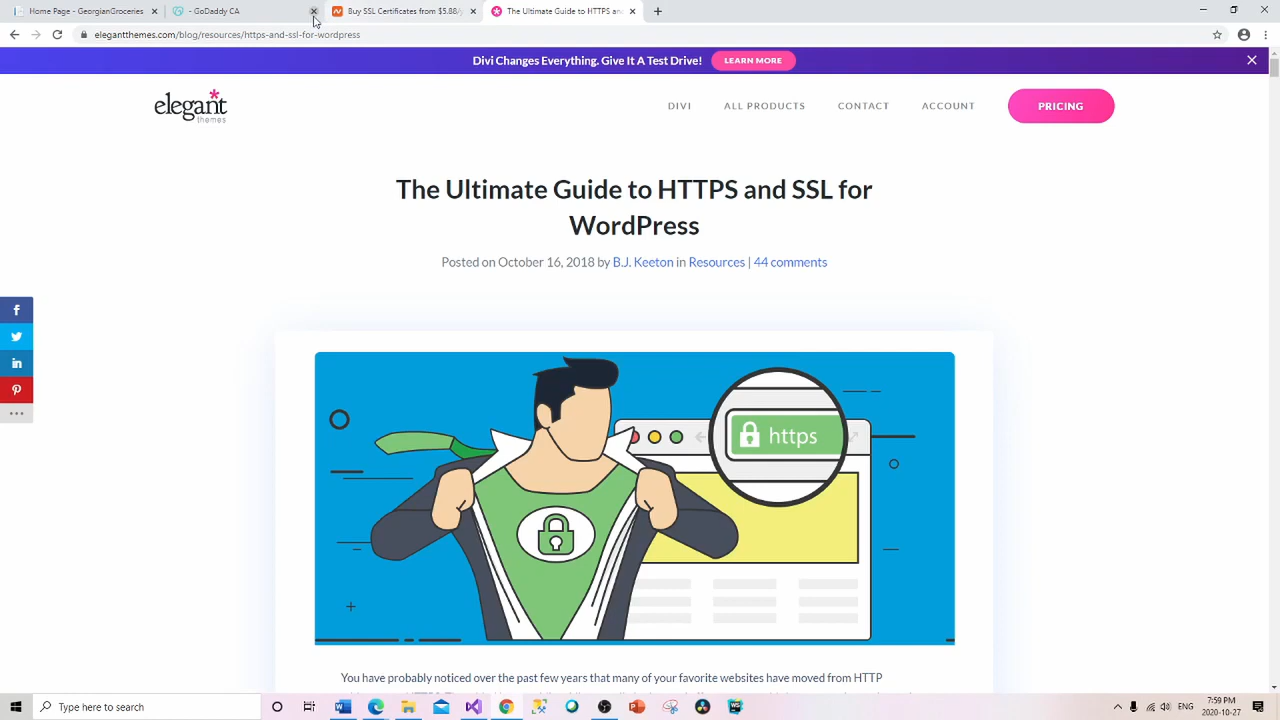 Home Page - GeorgianGroceries
- GoDaddy CA
Buy SSL Certificates from $5.88/y
The Ultimate Guide to HTTPS an
elegantthemes.com/blog/resources/https-and-ssl-for-wordpress
Divi Changes Everything. Give It A Test Drive!
LEARN MORE
elegant
themes
DIVI
ALL PRODUCTS
CONTACT
ACCOUNT
PRICING
The Ultimate Guide to HTTPS and SSL for
WordPress
Posted on October 16, 2018 by B.J. Keeton in Resources | 44 comments
https
You have probably noticed over the past few years that many of your favorite websites have moved from HTTP
Type here to search
ENG
7:59 PM
2020-10-27